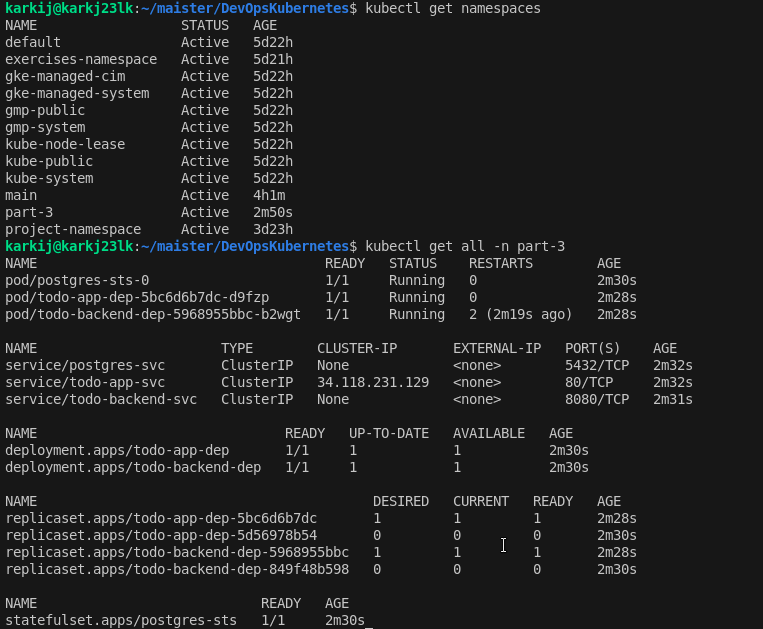 karkij@karkj23lk:~/maister/DevOpsKubernetes$ kubectl get namespaces
NAME                  STATUS   AGE
default               Active   5d22h
exercises-namespace   Active   5d21h
gke-managed-cim       Active   5d22h
gke-managed-system    Active   5d22h
gmp-public            Active   5d22h
gmp-system            Active   5d22h
kube-node-lease       Active   5d22h
kube-public           Active   5d22h
kube-system           Active   5d22h
main                  Active   4h1m
part-3                Active   2m50s
project-namespace     Active   3d23h
karkij@karkj23lk:~/maister/DevOpsKubernetes$ kubectl get all -n part-3
NAME                                    READY   STATUS    RESTARTS        AGE
pod/postgres-sts-0                      1/1     Running   0               2m30s
pod/todo-app-dep-5bc6d6b7dc-d9fzp       1/1     Running   0               2m28s
pod/todo-backend-dep-5968955bbc-b2wgt   1/1     Running   2 (2m19s ago)   2m28s

NAME                       TYPE        CLUSTER-IP       EXTERNAL-IP   PORT(S)    AGE
service/postgres-svc       ClusterIP   None             <none>        5432/TCP   2m32s
service/todo-app-svc       ClusterIP   34.118.231.129   <none>        80/TCP     2m32s
service/todo-backend-svc   ClusterIP   None             <none>        8080/TCP   2m31s

NAME                               READY   UP-TO-DATE   AVAILABLE   AGE
deployment.apps/todo-app-dep       1/1     1            1           2m30s
deployment.apps/todo-backend-dep   1/1     1            1           2m30s

NAME                                          DESIRED   CURRENT   READY   AGE
replicaset.apps/todo-app-dep-5bc6d6b7dc       1         1         1       2m28s
replicaset.apps/todo-app-dep-5d56978b54       0         0         0       2m30s
replicaset.apps/todo-backend-dep-5968955bbc   1         1         1       2m28s
replicaset.apps/todo-backend-dep-849f48b598   0         0         0       2m30s

NAME                            READY   AGE
statefulset.apps/postgres-sts   1/1     2m30s